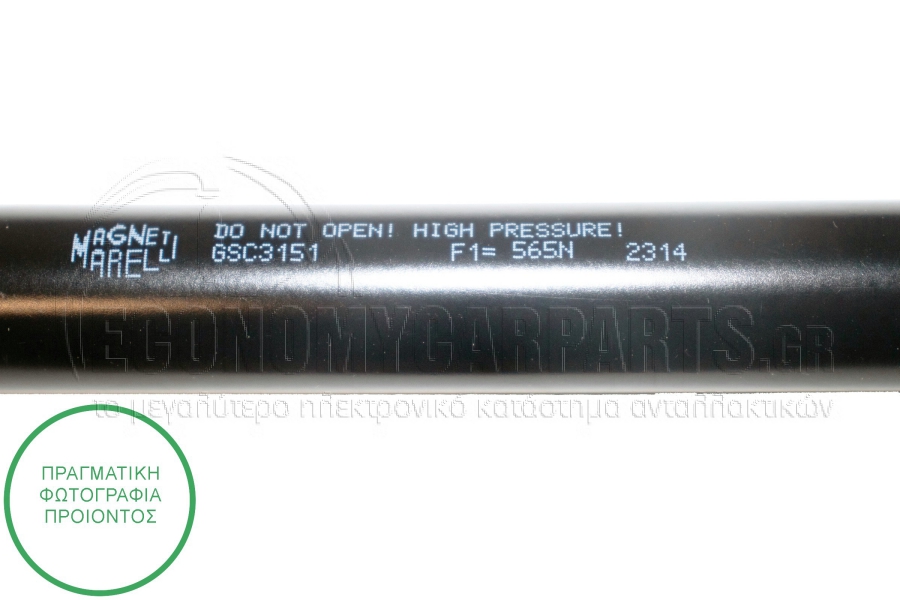 MAGNETI
MARELLI
DO NOT OPEN! HIGH PRESSURE!
GSC3151 F1= 565N 2314
ECONOMYCARPARTS.GR
το μεγαλύτερο ηλεκτρονικό κατάστημα ανταλλακτικών
ΠΡΑΓΜΑΤΙΚΗ
ΦΩΤΟΓΡΑΦΙΑ
ΠΡΟΙΟΝΤΟΣ